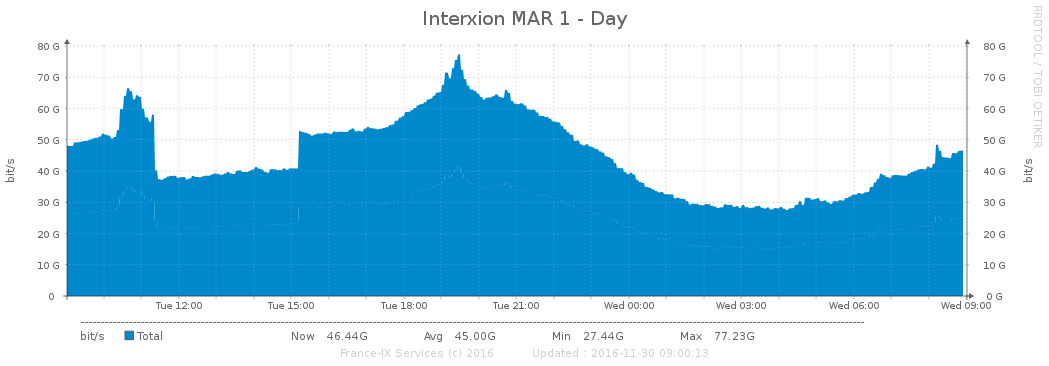 Interxion MAR 1 - Day
RRDTOOL / TOBI OETIKER
80 G 80 G
70 G 70 G
60 G 60 G
50 G 50 G
40 G 40 G
30 G 30 G
20 G 20 G
10 G 10 G
0 0 G
bit/s
bit/s
Tue 12:00 Tue 15:00 Tue 18:00 Tue 21:00 Wed 00:00 Wed 03:00 Wed 06:00 Wed 09:00
bit/s Total Now 46.44G Avg 45.00G Min 27.44G Max 77.23G
France-IX Services (c) 2016 Updated : 2016-11-30 09:00:13